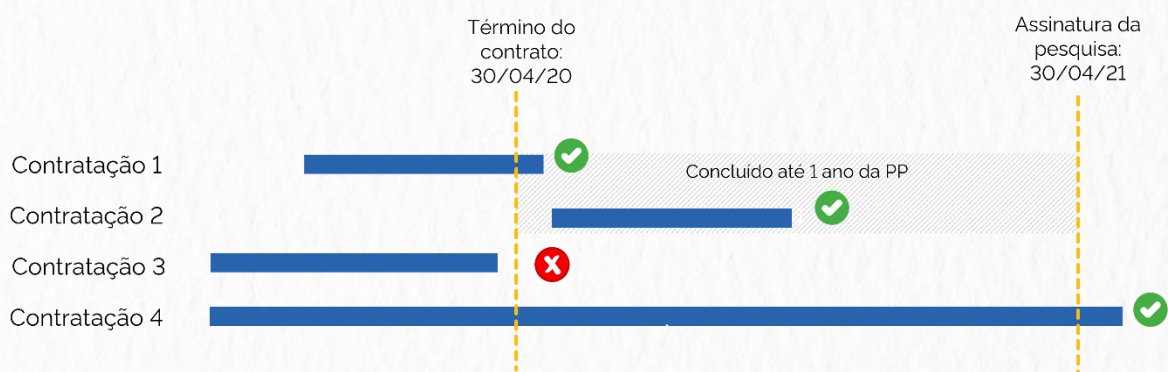 Término do
contrato:
30/04/20
Assinatura da
pesquisa:
30/04/21
Contratação 1
Concluído até 1 ano da PP
Contratação 2
Contratação 3
Contratação 4